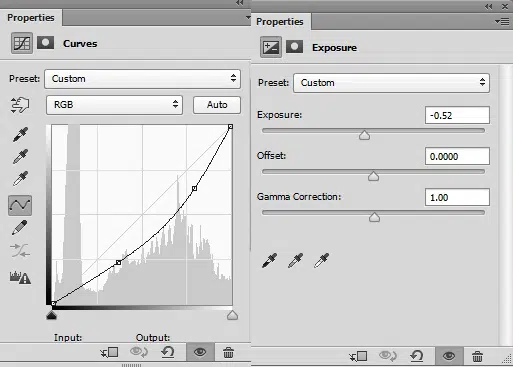 Properties
Curves
Preset: Custom
RGB
Auto
Input:
Output:
Properties
Exposure
Preset: Custom
Exposure:
-0.52
Offset:
0.0000
Gamma Correction:
1.00